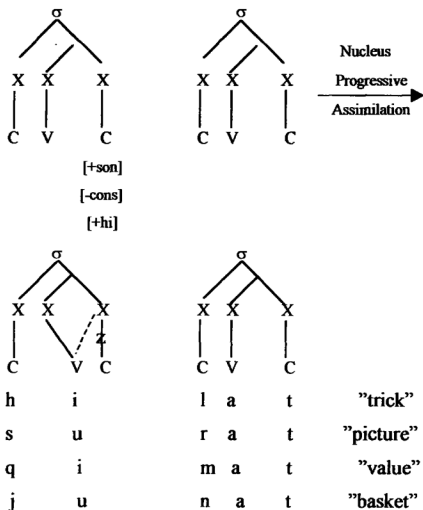 σ σ
Nucleus
X X X X X X Progressive
Assimilation
C V C C V C
[+son]
[-cons]
[+hi]
σ σ
X X X X X X
z
V C C V C
C
h i l a t "trick"
s u r a t "picture"
q i m a t "value"
j u n a t "basket"